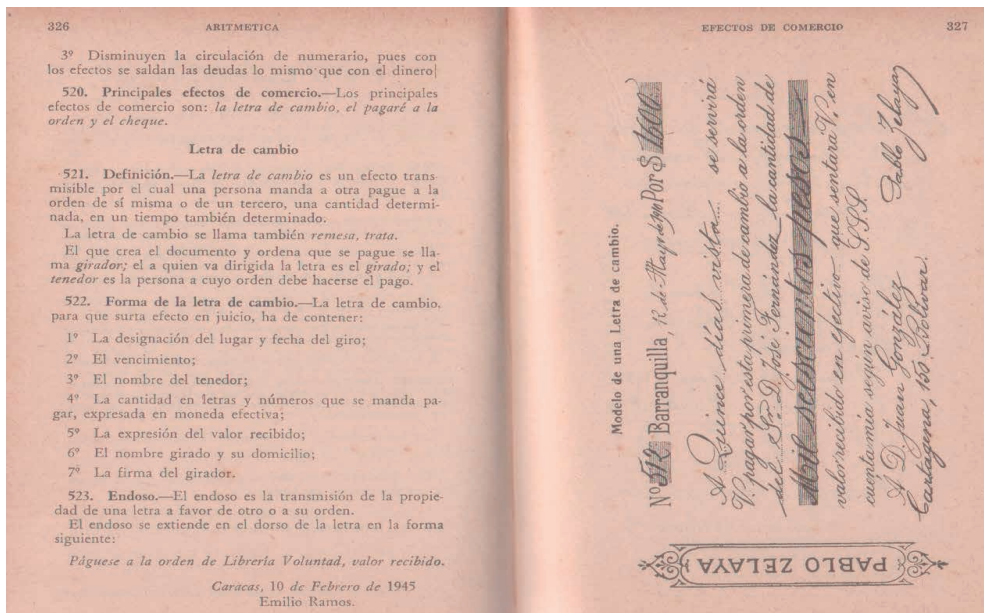 326 ARITMETICA
3º Disminuyen la circulación de numerario, pues con
los efectos se saldan las deudas lo mismo que con el dinero
520. Principales efectos de comercio.—Los principales
efectos de comercio son: la letra de cambio, el pagaré a la
orden y el cheque.
Letra de cambio
521. Definición.—La letra de cambio es un efecto trans-
misible por el cual una persona manda a otra pague a la
orden de sí misma o de un tercero, una cantidad determi-
nada, en un tiempo también determinado.
La letra de cambio se llama también remesa, trata.
El que crea el documento y ordena que se pague se lla-
ma girador; el a quien va dirigida la letra es el girado; y el
tenedor es la persona a cuyo orden debe hacerse el pago.
522. Forma de la letra de cambio.—La letra de cambio,
para que surta efecto en juicio, ha de contener:
1º La designación del lugar y fecha del giro;
2º El vencimiento;
3º El nombre del tenedor;
4º La cantidad en letras y números que se manda pa-
gar, expresada en moneda efectiva;
5º La expresión del valor recibido;
6º El nombre girado y su domicilio;
7º La firma del girador.
523. Endoso.—El endoso es la transmisión de la propie-
dad de una letra a favor de otro o a su orden.
El endoso se extiende en el dorso de la letra en la forma
siguiente:
Páguese a la orden de Librería Voluntad, valor recibido.
Caracas, 10 de Febrero de 1945
Emilio Ramos.
EFECTOS DE COMERCIO 327
Modelo de una Letra de cambio.
Nº 512 Barranquilla, 12 de Mayo de Por $ 1600
A Quince días vista se servirá
V. pagar por esta primera de cambio a la orden
del Sr. D. José Fernández la cantidad de
Mil seiscientos pesos
valor recibido en efectivo que sentará V. en
cuenta mía según aviso de S.S.S.
A D. Juan González Pablo Zelaya
Cartagena, 150, Bolívar.
PABLO ZELAYA